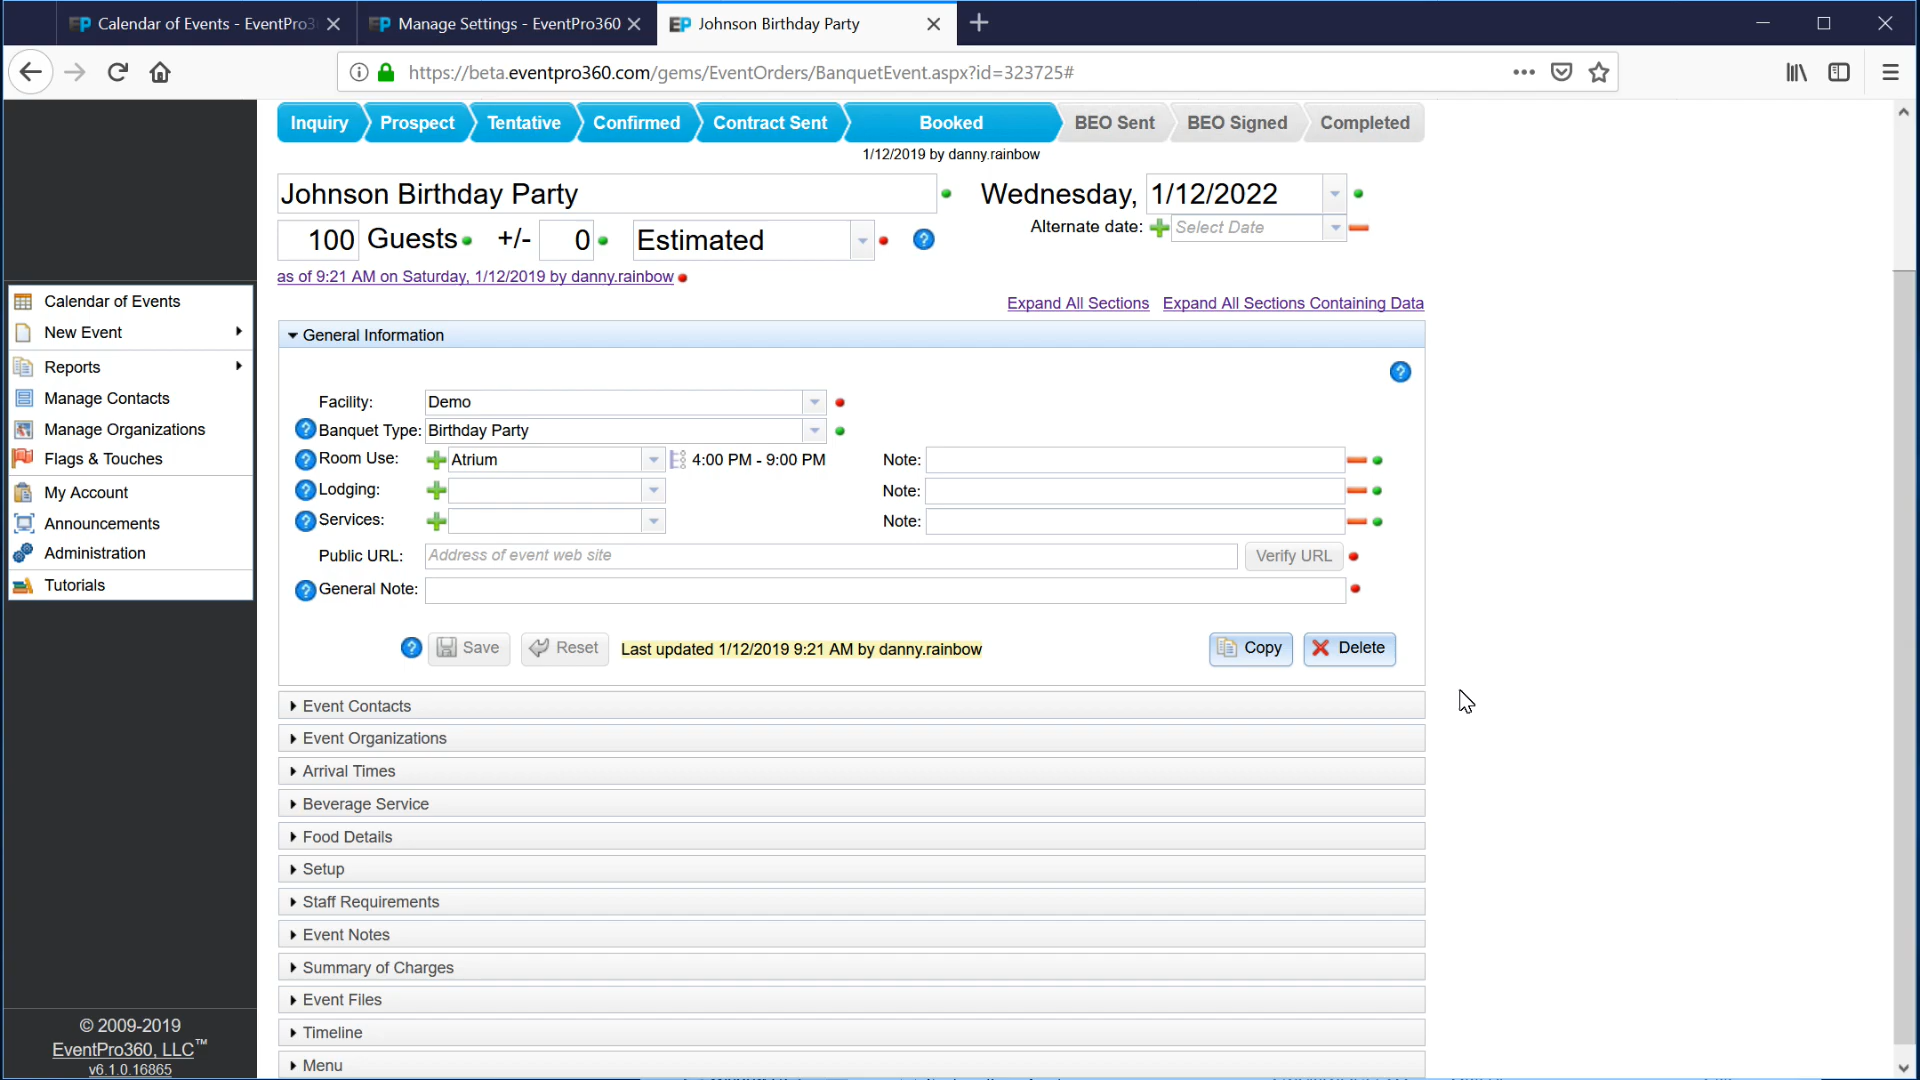 Calendar of Events - EventPro3
Manage Settings - EventPro360
Johnson Birthday Party
https://beta.eventpro360.com/gems/EventOrders/BanquetEvent.aspx?id=323725#
Inquiry
Prospect
Tentative
Confirmed
Contract Sent
Booked
BEO Sent
BEO Signed
Completed
1/12/2019 by danny.rainbow
Johnson Birthday Party
Wednesday, 1/12/2022
100 Guests +/- 0 Estimated
Alternate date: Select Date
as of 9:21 AM on Saturday, 1/12/2019 by danny.rainbow
Expand All Sections Expand All Sections Containing Data
Calendar of Events
New Event
Reports
Manage Contacts
Manage Organizations
Flags & Touches
My Account
Announcements
Administration
Tutorials
General Information
Facility: Demo
Banquet Type: Birthday Party
Room Use: Atrium 4:00 PM - 9:00 PM Note:
Lodging: Note:
Services: Note:
Public URL: Address of event web site Verify URL
General Note:
Save Reset Last updated 1/12/2019 9:21 AM by danny.rainbow Copy Delete
Event Contacts
Event Organizations
Arrival Times
Beverage Service
Food Details
Setup
Staff Requirements
Event Notes
Summary of Charges
Event Files
Timeline
Menu
© 2009-2019
EventPro360, LLC™
v6.1.0.16865